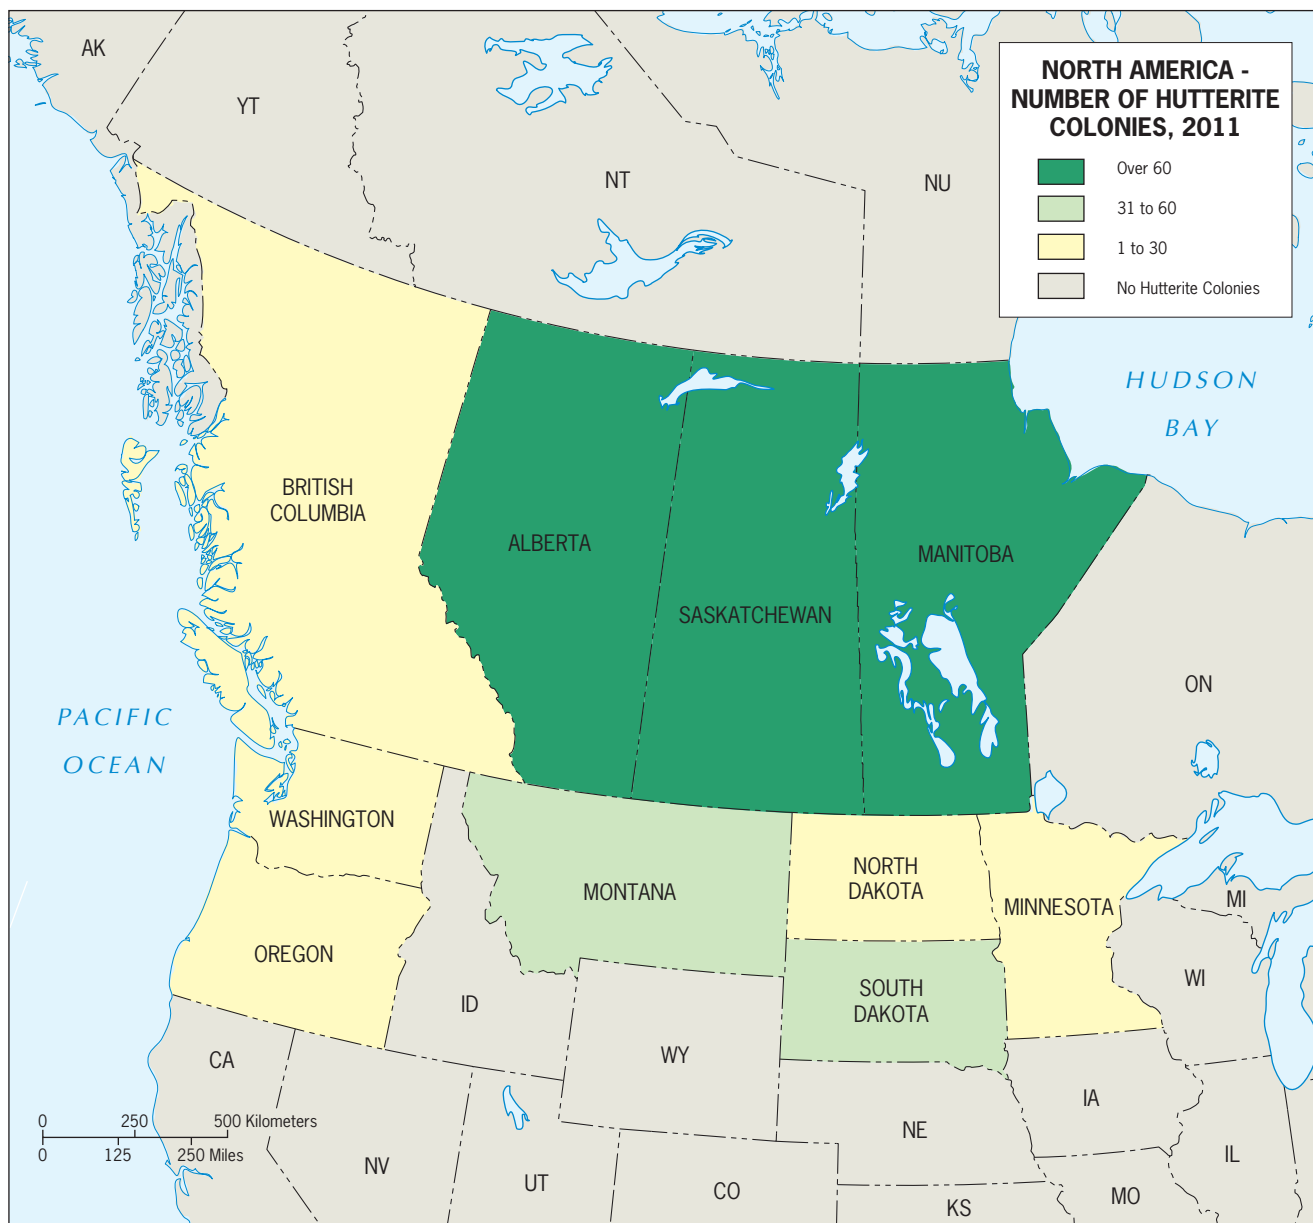 NORTH AMERICA -
NUMBER OF HUTTERITE
COLONIES, 2011
Over 60
31 to 60
1 to 30
No Hutterite Colonies
AK
YT
NT
NU
HUDSON
BAY
BRITISH
COLUMBIA
ALBERTA
SASKATCHEWAN
MANITOBA
ON
PACIFIC
OCEAN
WASHINGTON
OREGON
MONTANA
NORTH
DAKOTA
SOUTH
DAKOTA
MINNESOTA
MI
WI
ID
WY
CA
NV
UT
CO
NE
KS
IA
MO
IL
0 250 500 Kilometers
0 125 250 Miles